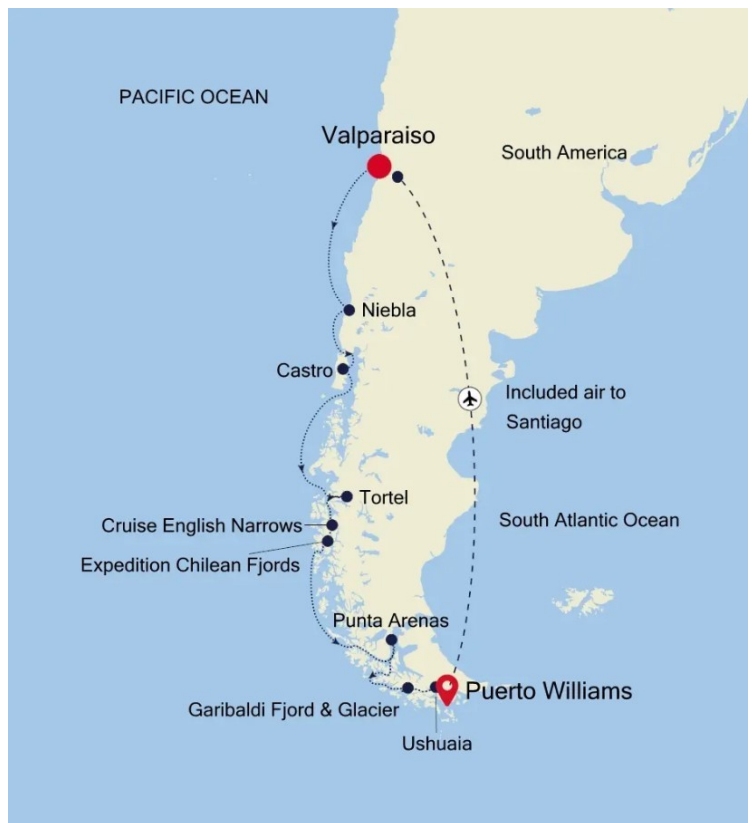 PACIFIC OCEAN
Valparaiso
South America
Niebla
Castro
Included air to
Santiago
Tortel
South Atlantic Ocean
Cruise English Narrows
Expedition Chilean Fjords
Punta Arenas
Puerto Williams
Garibaldi Fjord & Glacier
Ushuaia